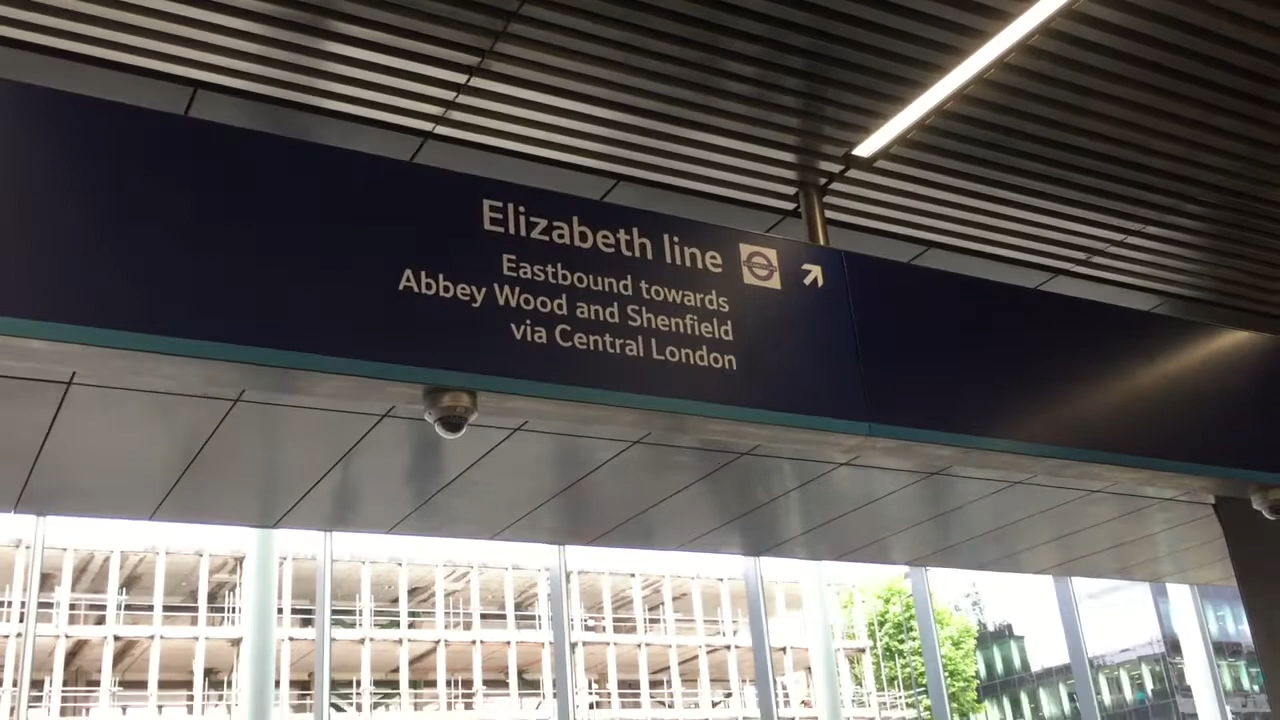 Elizabeth line
Eastbound towards
Abbey Wood and Shenfield
via Central London